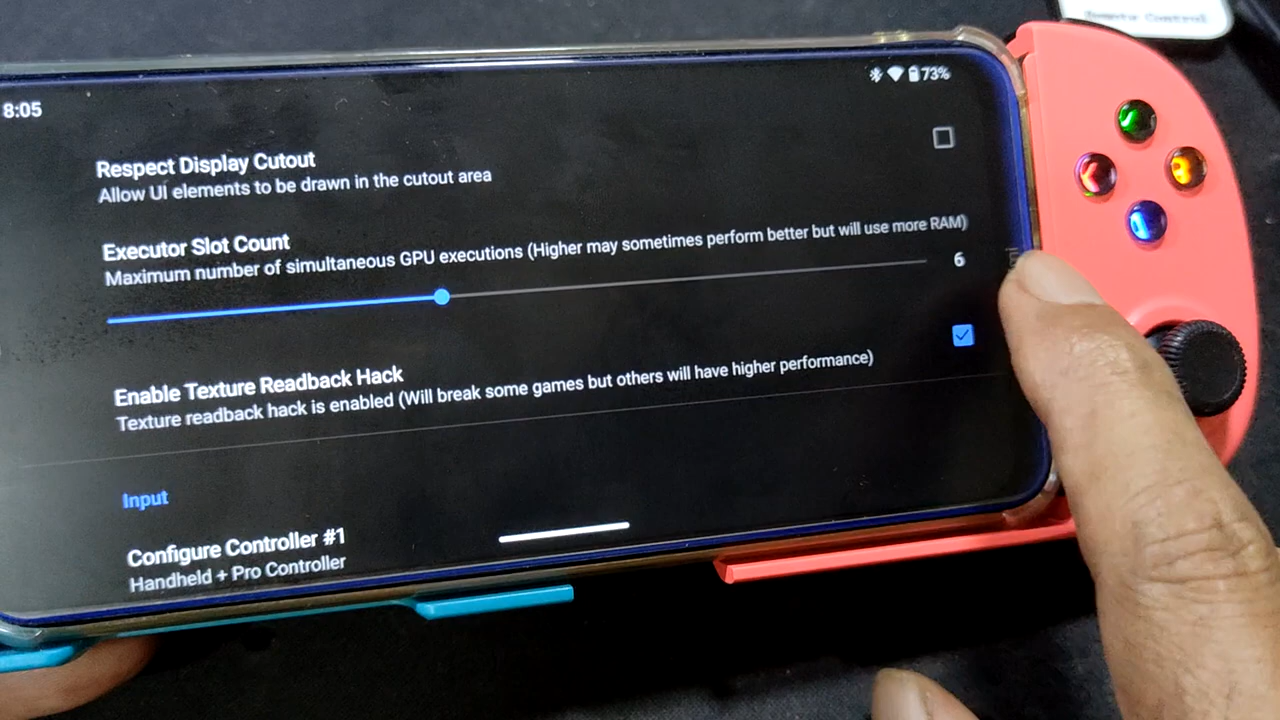 Remote Control
8:05
73%
Respect Display Cutout
Allow UI elements to be drawn in the cutout area
Executor Slot Count
Maximum number of simultaneous GPU executions (Higher may sometimes perform better but will use more RAM)
6
Enable Texture Readback Hack
Texture readback hack is enabled (Will break some games but others will have higher performance)
Input
Configure Controller #1
Handheld + Pro Controller